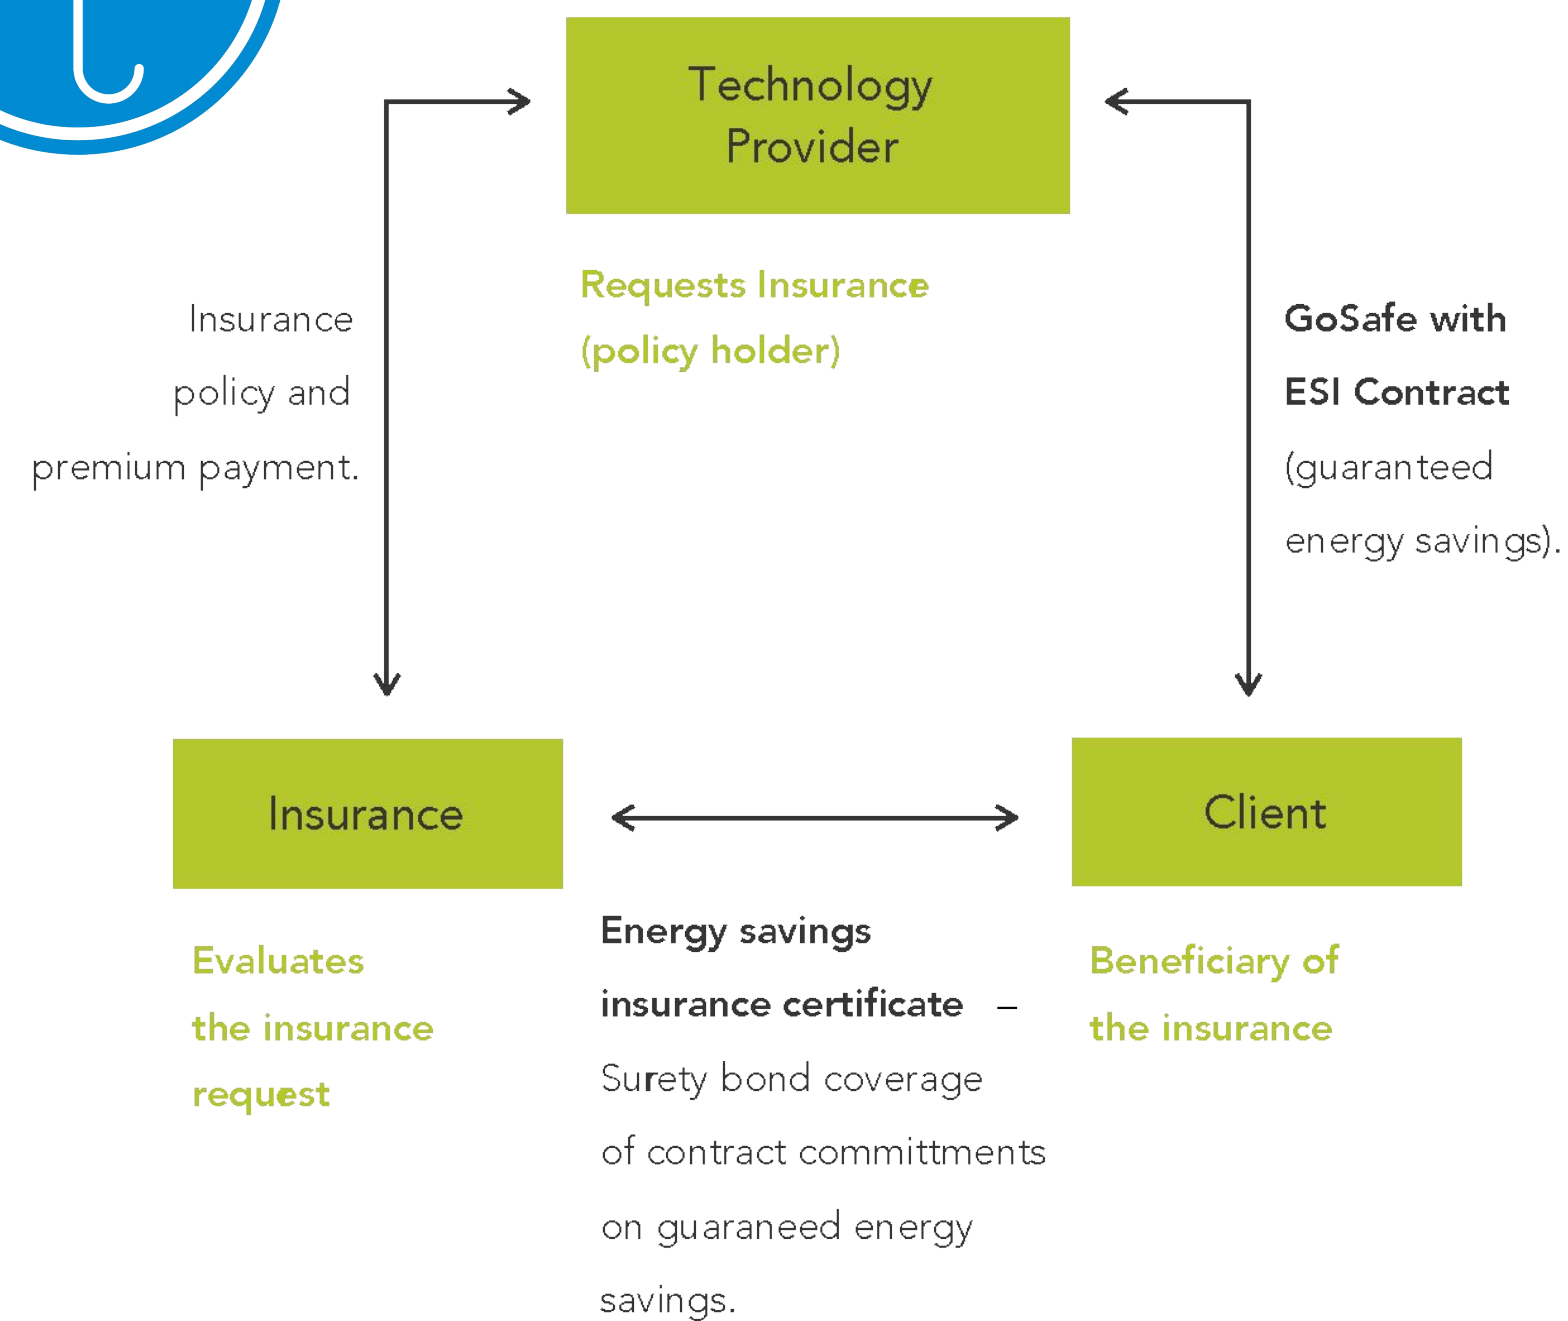 Technology
Provider
Requests Insurance
(policy holder)
Insurance
policy and
premium payment.
GoSafe with
ESI Contract
(guaranteed
energy savings).
Insurance
Client
Evaluates
the insurance
request
Energy savings
insurance certificate –
Surety bond coverage
of contract committments
on guaraneed energy
savings.
Beneficiary of
the insurance